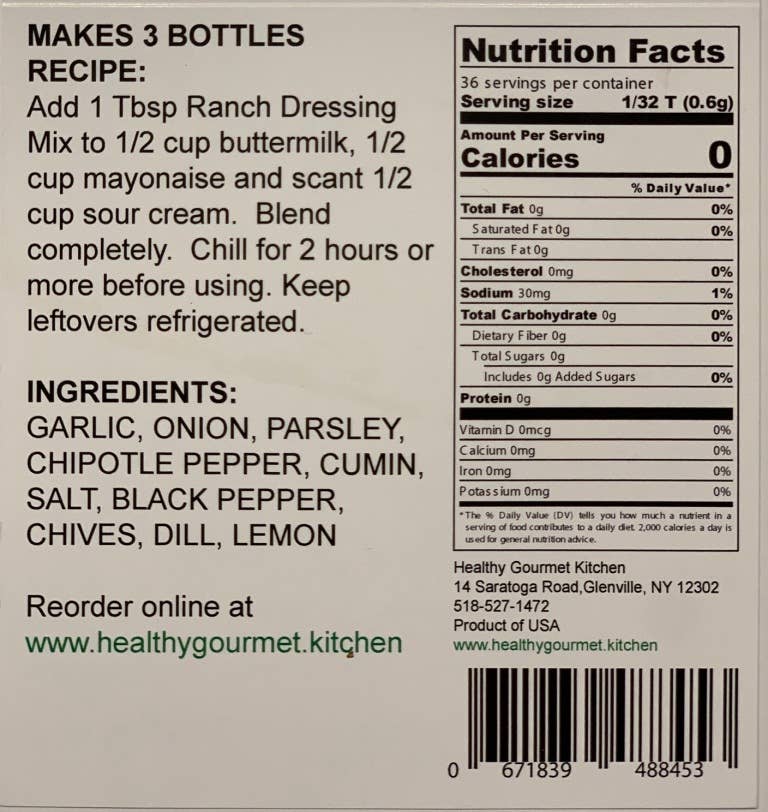 MAKES 3 BOTTLES
RECIPE:
Add 1 Tbsp Ranch Dressing
Mix to 1/2 cup buttermilk, 1/2
cup mayonaise and scant 1/2
cup sour cream. Blend
completely. Chill for 2 hours or
more before using. Keep
leftovers refrigerated.
INGREDIENTS:
GARLIC, ONION, PARSLEY,
CHIPOTLE PEPPER, CUMIN,
SALT, BLACK PEPPER,
CHIVES, DILL, LEMON
Reorder online at
www.healthygourmet.kitchen
Nutrition Facts
36 servings per container
Serving size 1/32 T (0.6g)
Amount Per Serving
Calories 0
% Daily Value*
Total Fat 0g 0%
Saturated Fat 0g 0%
Trans Fat 0g
Cholesterol 0mg 0%
Sodium 30mg 1%
Total Carbohydrate 0g 0%
Dietary Fiber 0g 0%
Total Sugars 0g
Includes 0g Added Sugars 0%
Protein 0g
Vitamin D 0mcg 0%
Calcium 0mg 0%
Iron 0mg 0%
Potassium 0mg 0%
*The % Daily Value (DV) tells you how much a nutrient in a
serving of food contributes to a daily diet. 2,000 calories a day is
used for general nutrition advice.
Healthy Gourmet Kitchen
14 Saratoga Road,Glenville, NY 12302
518-527-1472
Product of USA
www.healthygourmet.kitchen
0 671839 488453